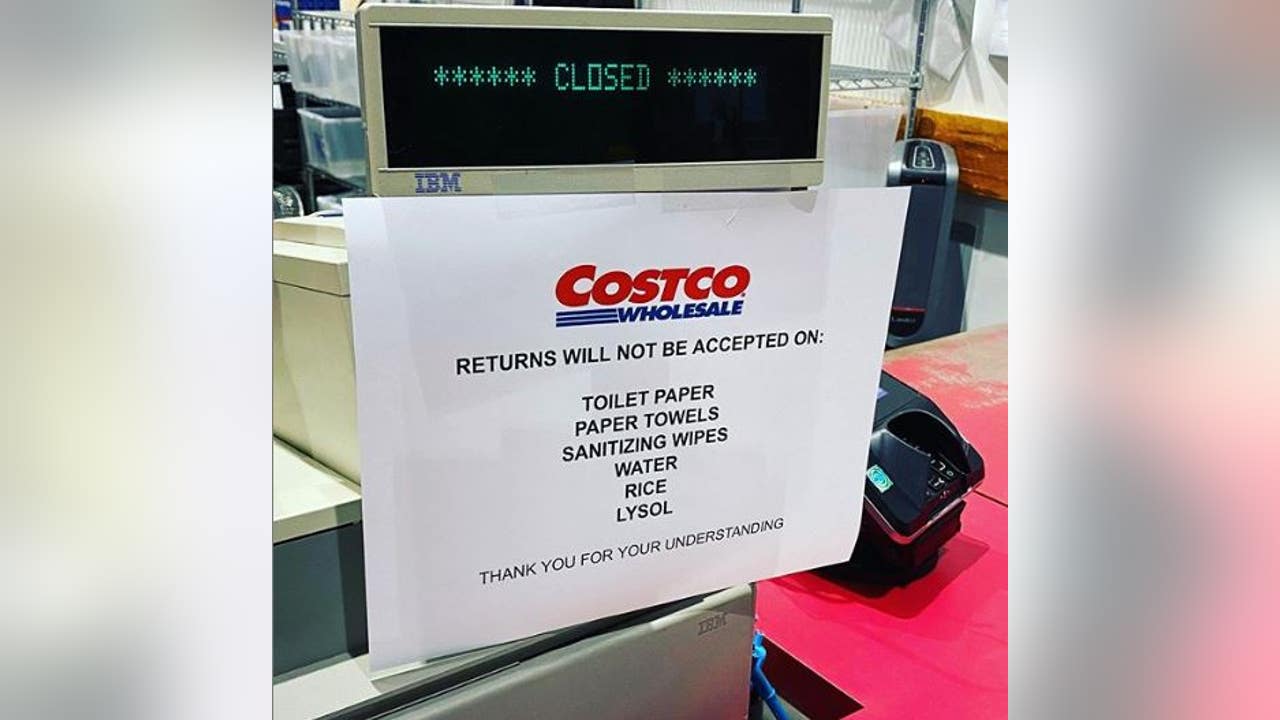 ****** CLOSED ******
IBM
COSTCO
WHOLESALE
RETURNS WILL NOT BE ACCEPTED ON:
TOILET PAPER
PAPER TOWELS
SANITIZING WIPES
WATER
RICE
LYSOL
THANK YOU FOR YOUR UNDERSTANDING
IBM